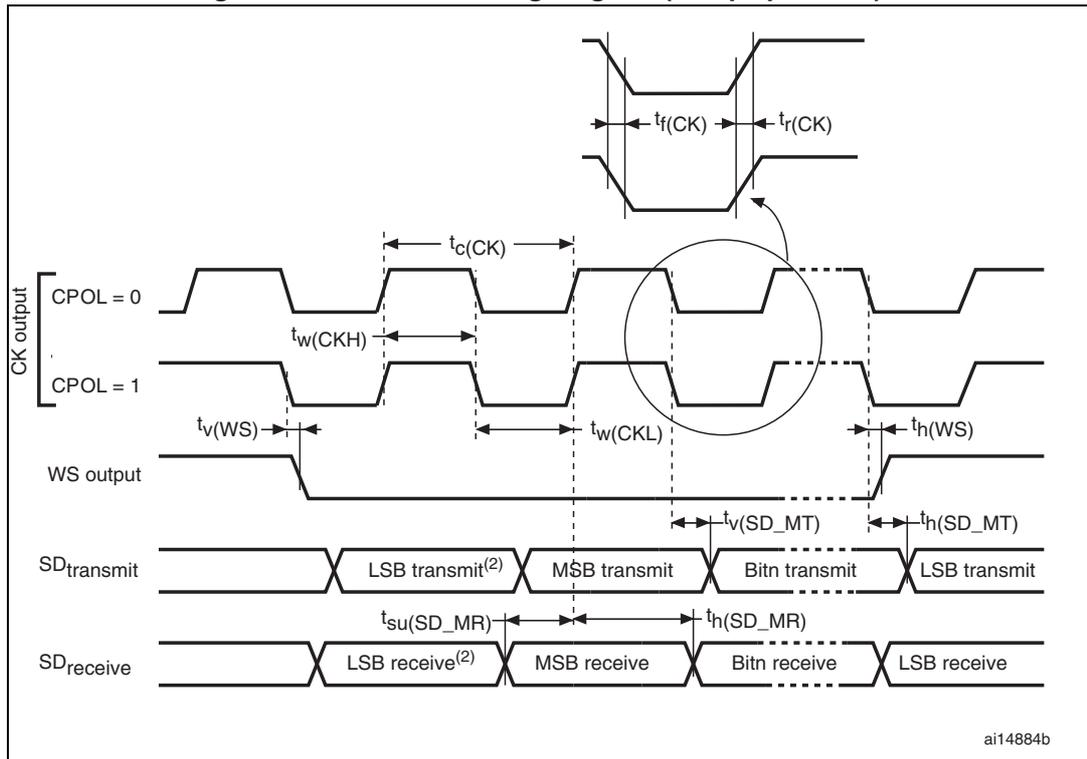 tf(CK)
tr(CK)
tc(CK)
CK output
CPOL = 0
tw(CKH)
CPOL = 1
tv(WS)
tw(CKL)
th(WS)
WS output
tv(SD_MT)
th(SD_MT)
SDtransmit
LSB transmit(2)
MSB transmit
Bitn transmit
LSB transmit
tsu(SD_MR)
th(SD_MR)
SDreceive
LSB receive(2)
MSB receive
Bitn receive
LSB receive
ai14884b